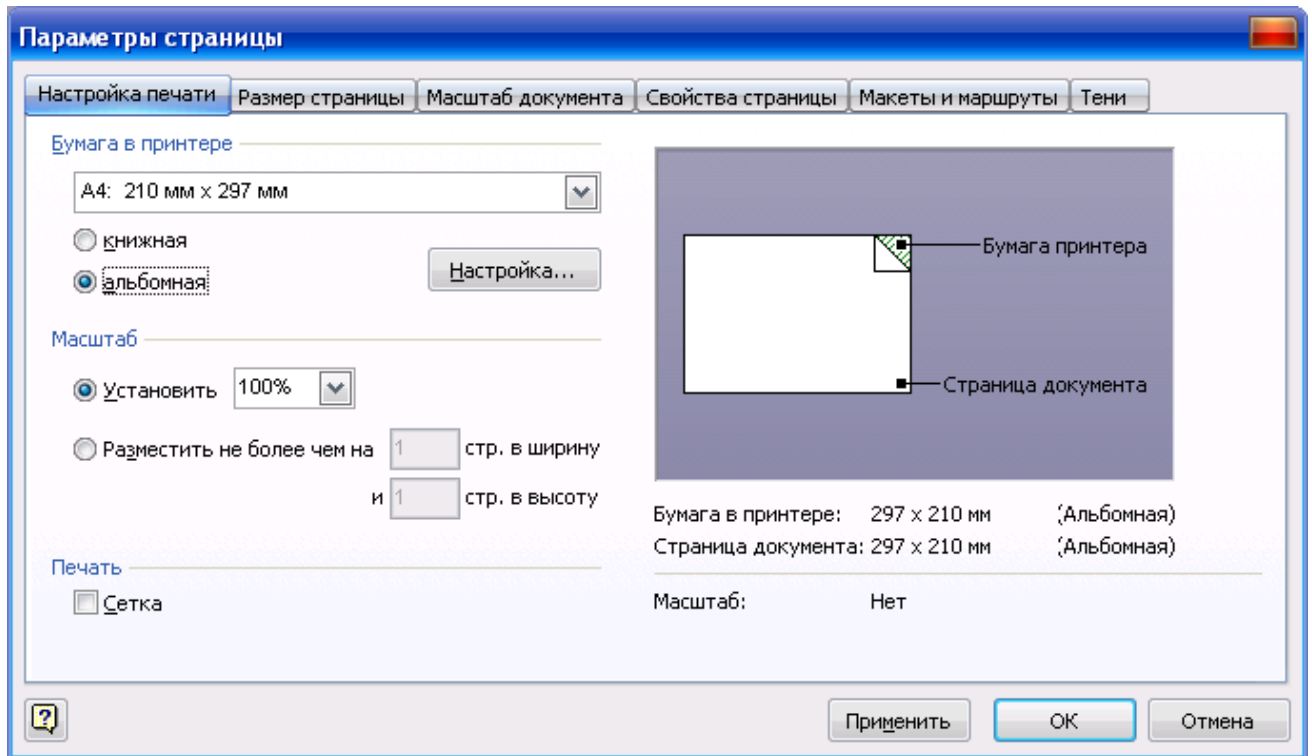 Параметры страницы
Настройка печати Размер страницы Масштаб документа Свойства страницы Макеты и маршруты Тени
Бумага в принтере
A4: 210 мм x 297 мм
книжная
альбомная
Настройка...
Масштаб
Установить 100%
Разместить не более чем на 1 стр. в ширину
и 1 стр. в высоту
Печать
Сетка
Бумага принтера
Страница документа
Бумага в принтере: 297 x 210 мм (Альбомная)
Страница документа: 297 x 210 мм (Альбомная)
Масштаб: Нет
Применить ОК Отмена